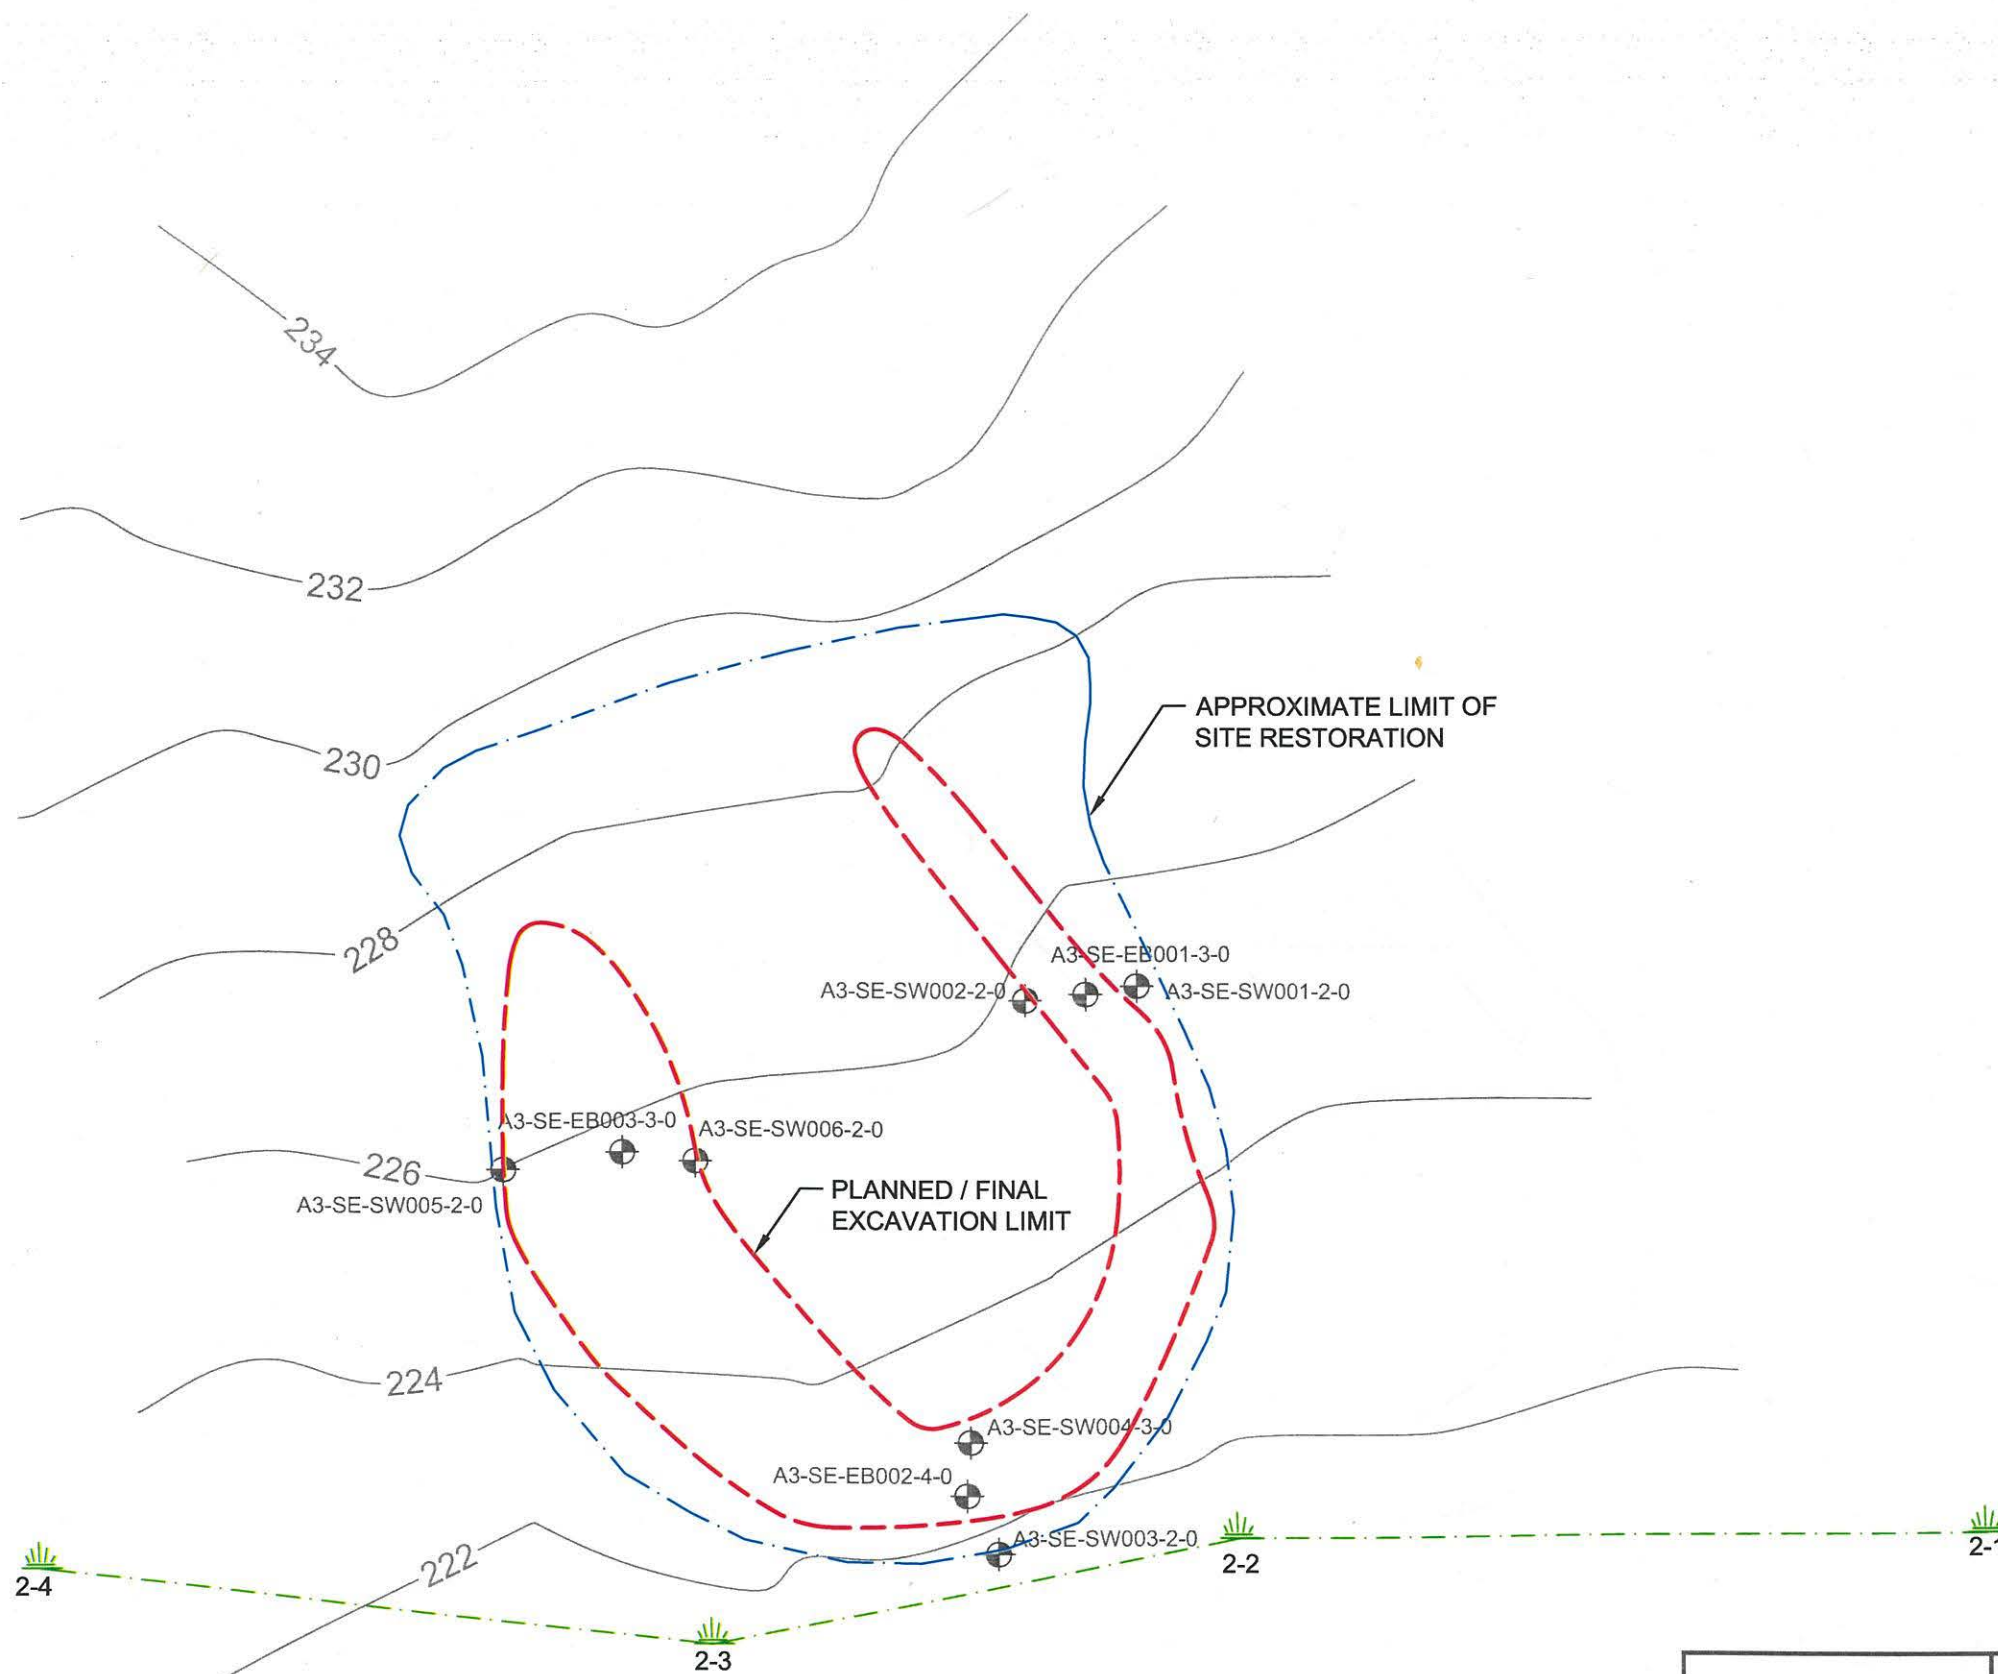 234
232
230
APPROXIMATE LIMIT OF
SITE RESTORATION
228
A3-SE-EB001-3-0
A3-SE-SW002-2-0
A3-SE-SW001-2-0
A3-SE-EB003-3-0
A3-SE-SW006-2-0
226
A3-SE-SW005-2-0
PLANNED / FINAL
EXCAVATION LIMIT
224
A3-SE-SW004-3-0
A3-SE-EB002-4-0
A3-SE-SW003-2-0
222
2-4
2-2
2-1
2-3